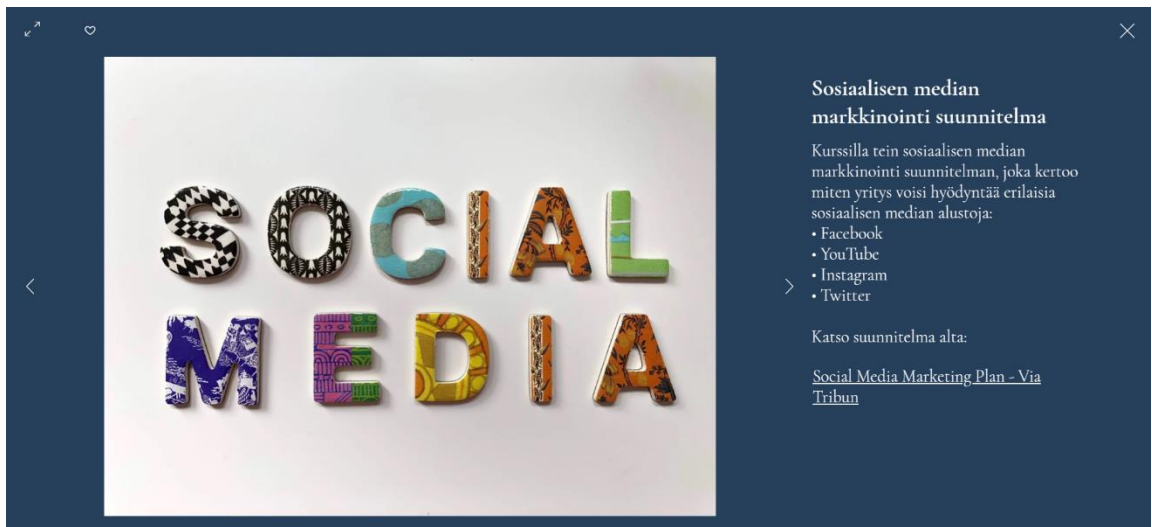 SOCIAL
MEDIA
Sosiaalisen median
markkinointi suunnitelma
Kurssilla tein sosiaalisen median
markkinointi suunnitelman, joka kertoo
miten yritys voisi hyödyntää erilaisia
sosiaalisen median alustoja:
• Facebook
• YouTube
• Instagram
• Twitter
Katso suunnitelma alta:
Social Media Marketing Plan - Via
Tribun